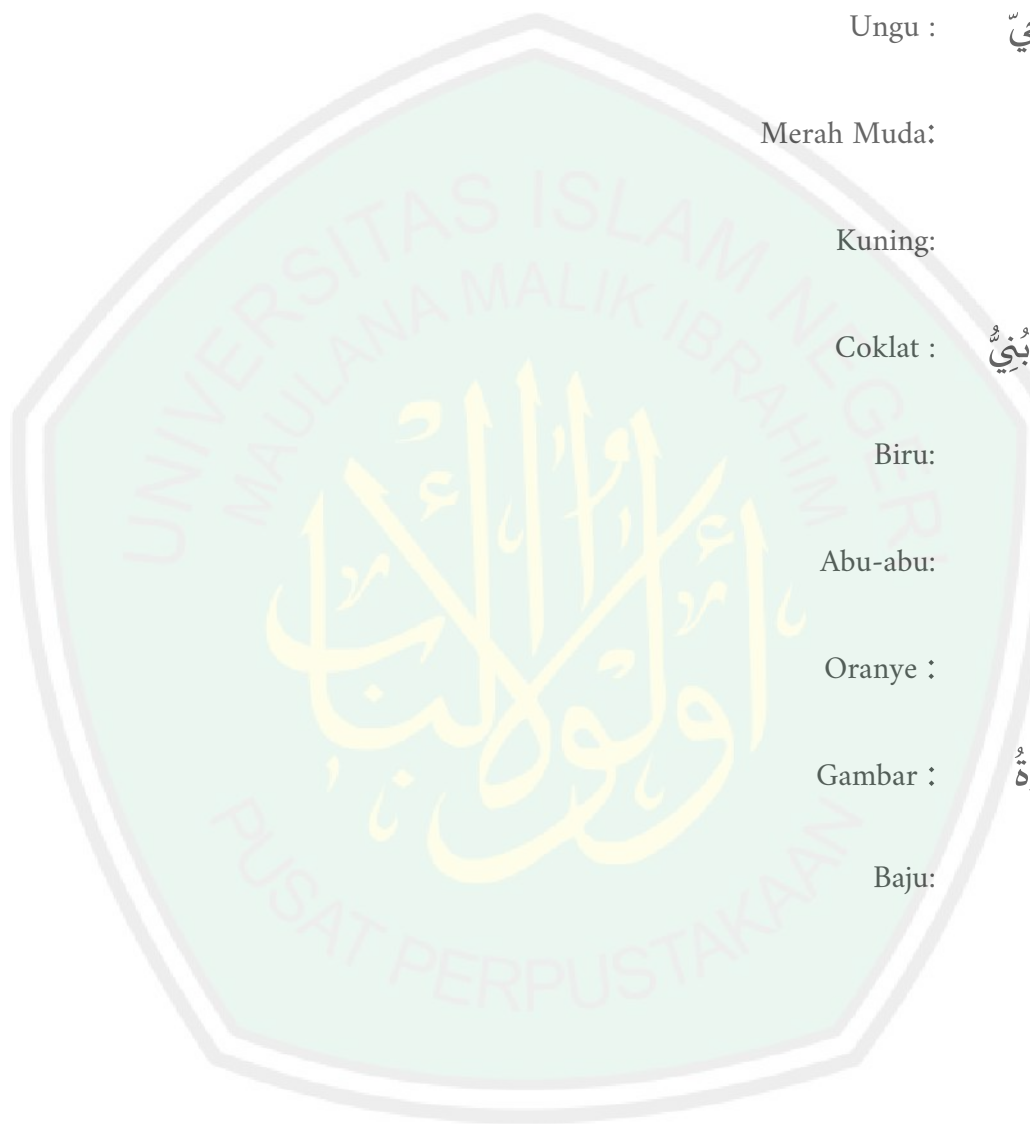 Ungu :
Merah Muda:
Kuning:
Coklat : بُنِيُّ
Biru:
Abu-abu:
Oranye :
Gambar :
Baju:
UNIVERSITAS ISLAM NEGERI
MAULANA MALIK IBRAHIM
PUSAT PERPUSTAKAAN